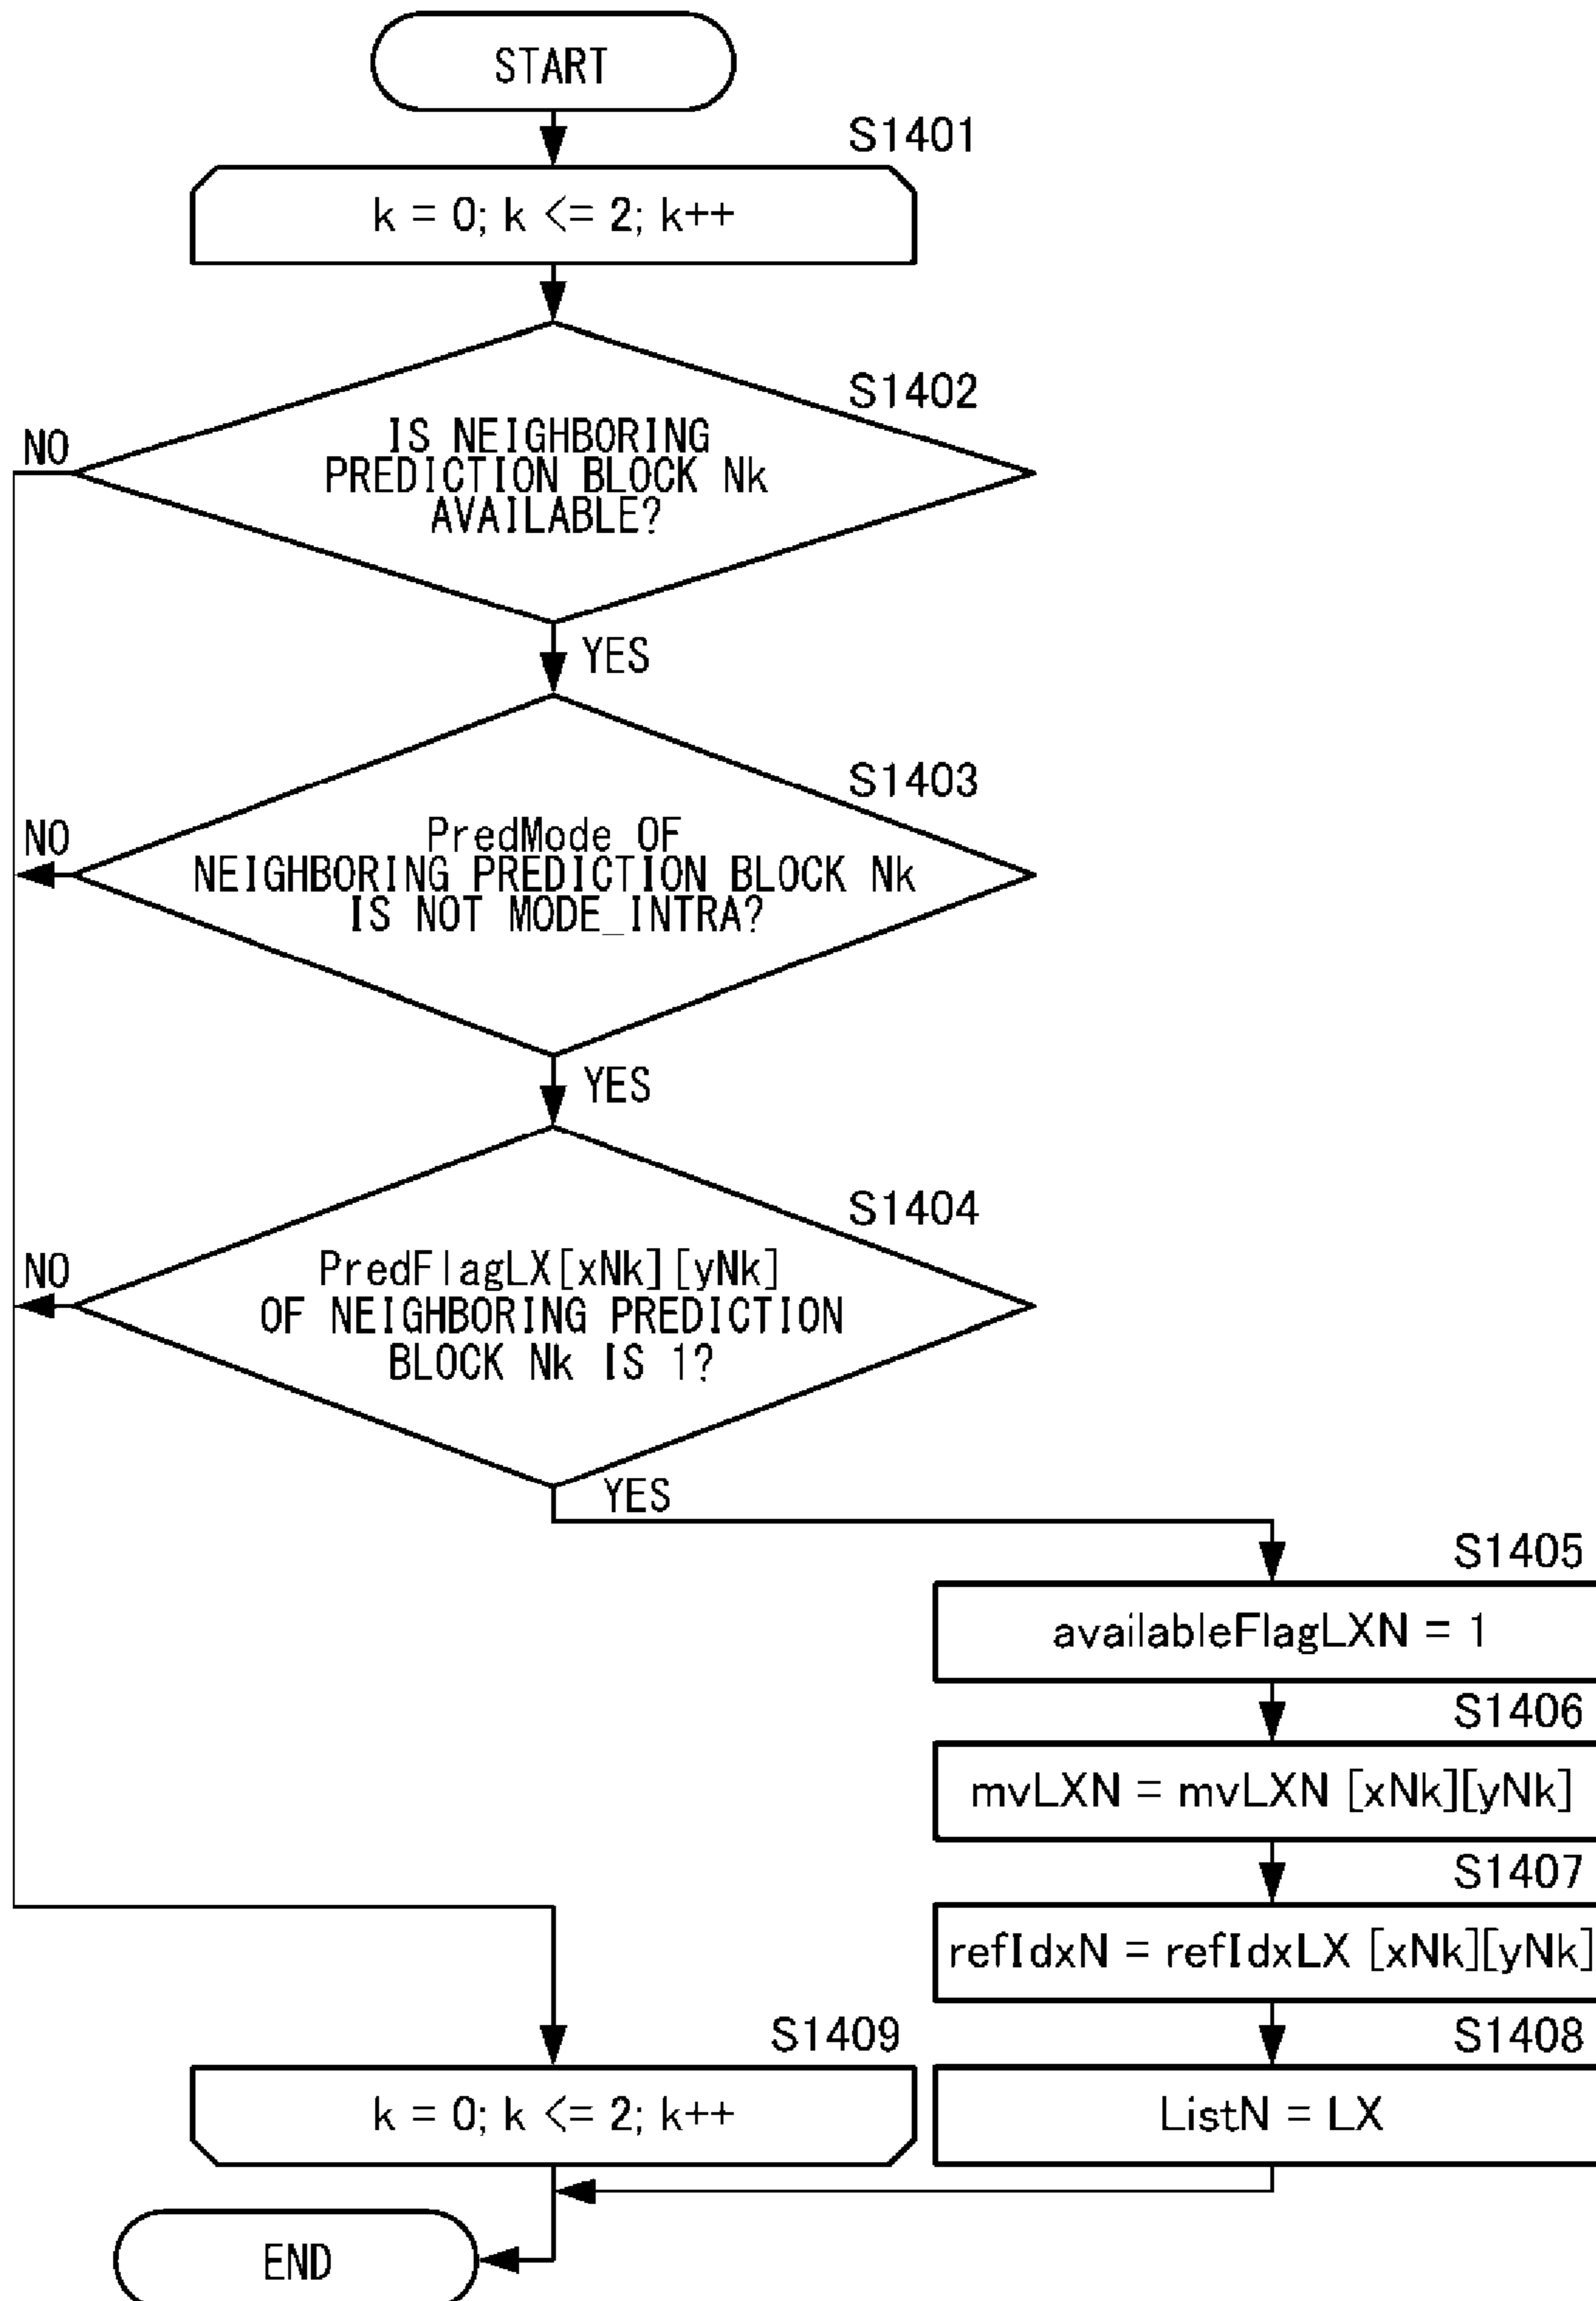 START
S1401
k = 0; k <= 2; k++
S1402
IS NEIGHBORING
PREDICTION BLOCK Nk
AVAILABLE?
NO
YES
S1403
PredMode OF
NEIGHBORING PREDICTION BLOCK Nk
IS NOT MODE_INTRA?
NO
YES
S1404
PredFlagLX[xNk][yNk]
OF NEIGHBORING PREDICTION
BLOCK Nk IS 1?
NO
YES
S1405
availableFlagLXN = 1
S1406
mvLXN = mvLXN [xNk][yNk]
S1407
refIdxN = refIdxLX [xNk][yNk]
S1409
k = 0; k <= 2; k++
S1408
ListN = LX
END